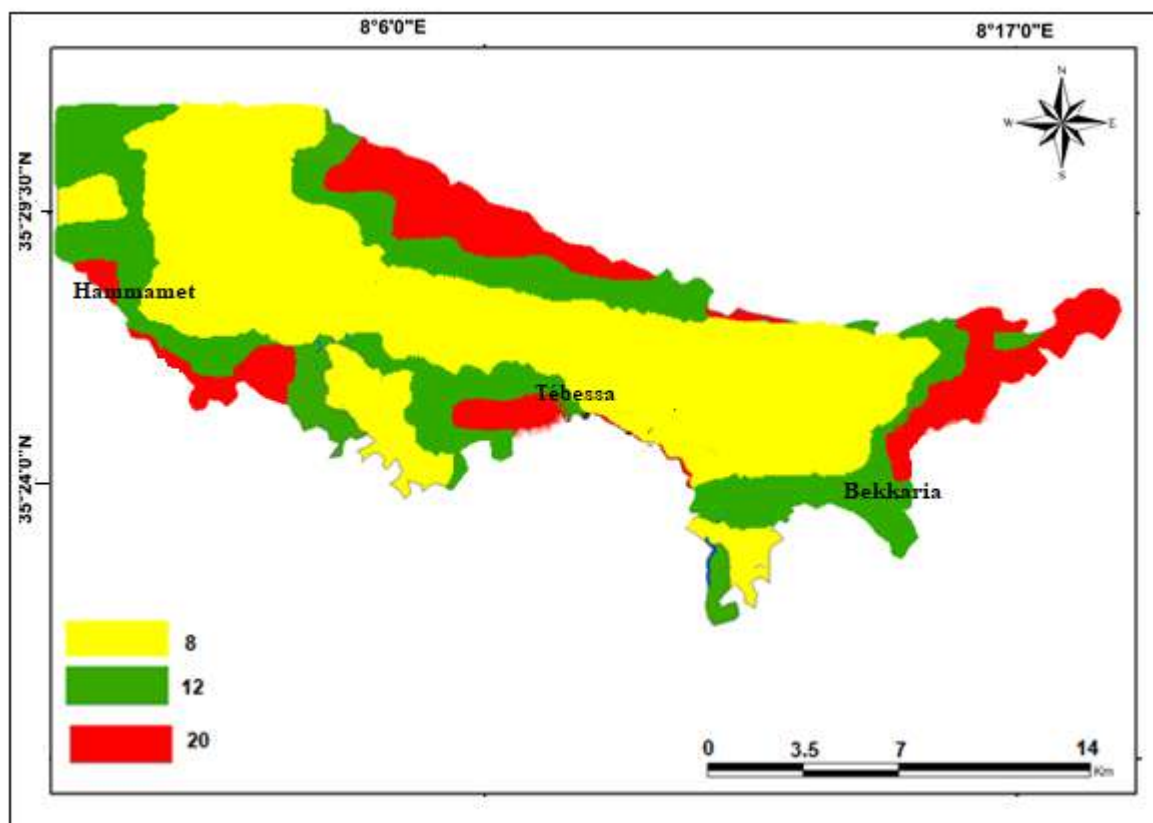 8°6'0"E
8°17'0"E
N
W
E
S
35°29'30"N
Hammamet
Tébessa
35°24'0"N
Bekkaria
8
12
20
0 3.5 7 14
Km